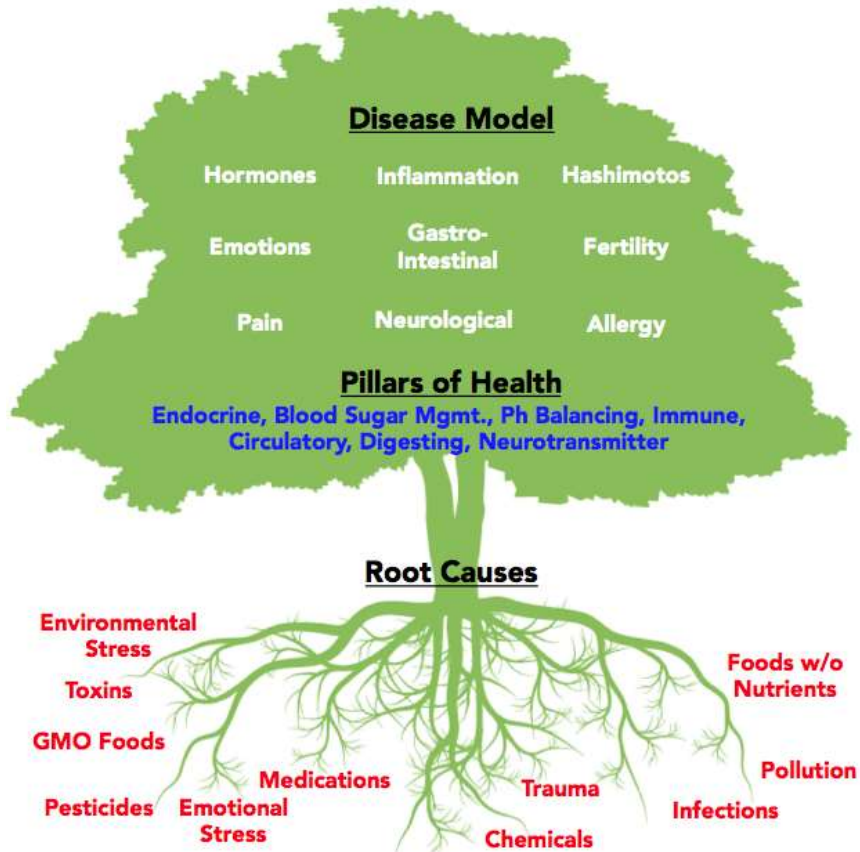 Disease Model
Hormones
Inflammation
Hashimotos
Emotions
Gastro-
Intestinal
Fertility
Pain
Neurological
Allergy
Pillars of Health
Endocrine, Blood Sugar Mgmt., Ph Balancing, Immune,
Circulatory, Digesting, Neurotransmitter
Root Causes
Environmental
Stress
Toxins
GMO Foods
Pesticides
Emotional
Stress
Medications
Chemicals
Trauma
Infections
Pollution
Foods w/o
Nutrients